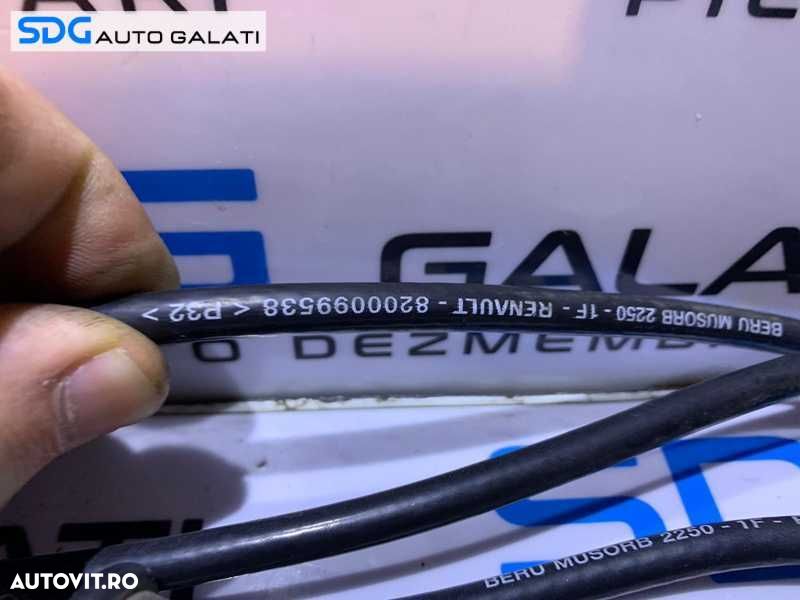 SDG AUTO GALATI
GALA
BERU MUSORB 2250 - 1F - RENAULT - 8200099538 < P32 >
DEZMEMB
BERU MUSORB 2250 - 1F -
AUTOVIT.RO